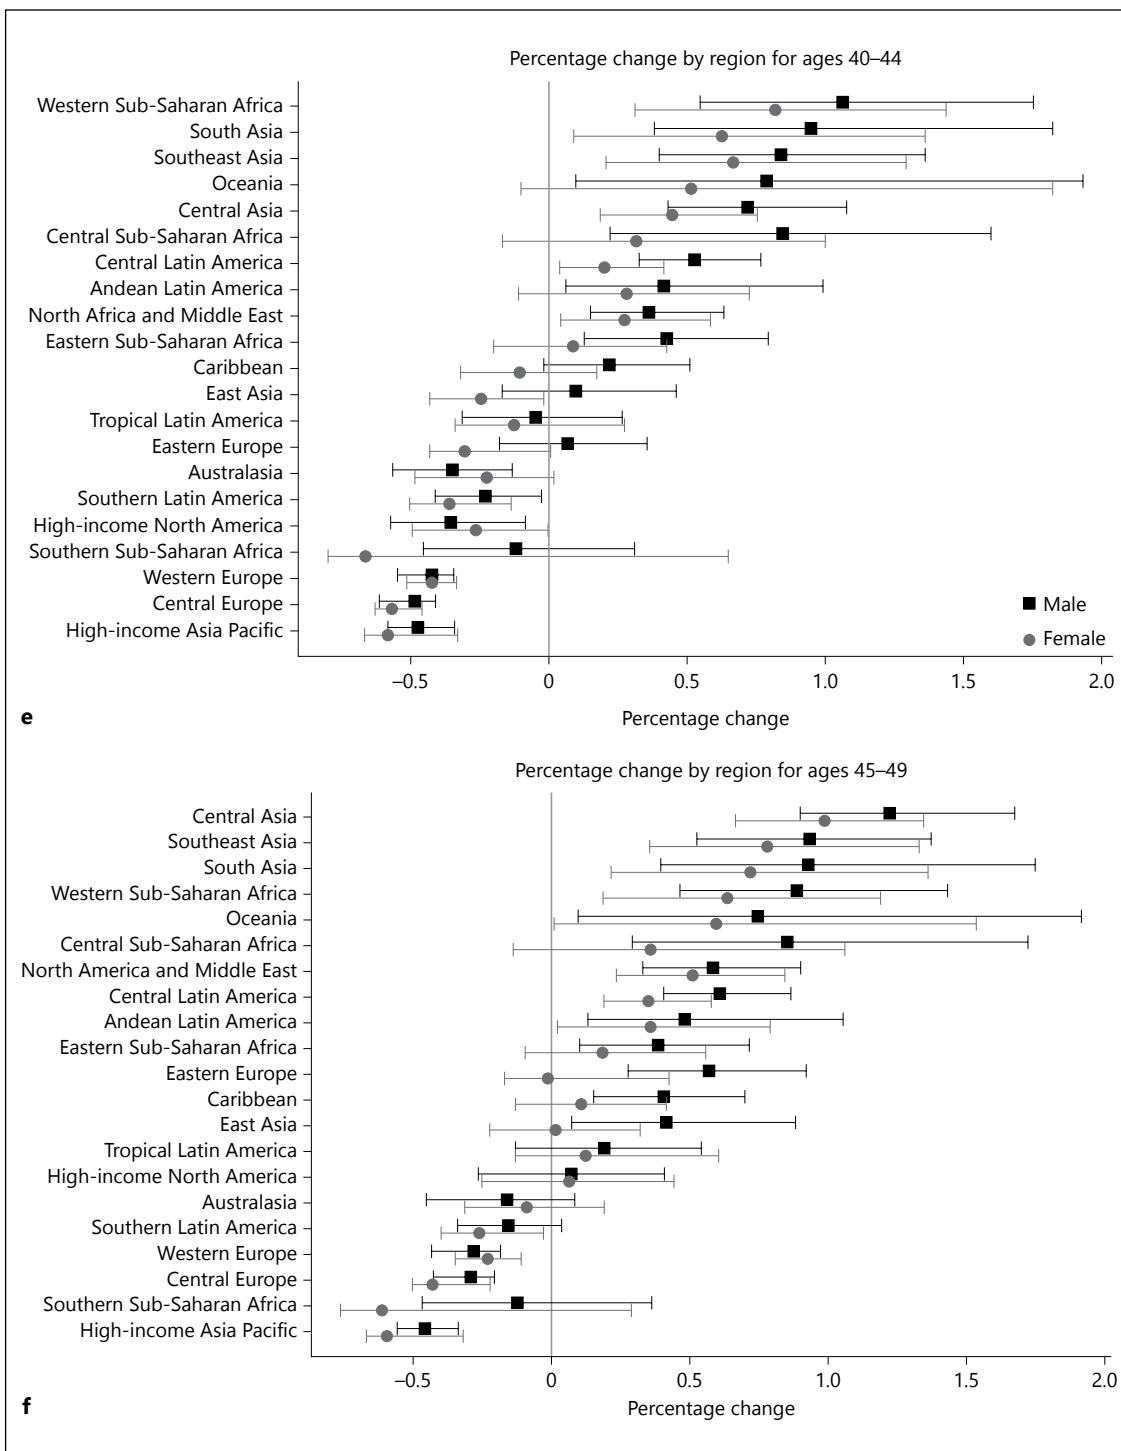 Percentage change by region for ages 40–44
Western Sub-Saharan Africa
South Asia
Southeast Asia
Oceania
Central Asia
Central Sub-Saharan Africa
Central Latin America
Andean Latin America
North Africa and Middle East
Eastern Sub-Saharan Africa
Caribbean
East Asia
Tropical Latin America
Eastern Europe
Australasia
Southern Latin America
High-income North America
Southern Sub-Saharan Africa
Western Europe
Central Europe
High-income Asia Pacific
Male
Female
–0.5 0 0.5 1.0 1.5 2.0
Percentage change
e
Percentage change by region for ages 45–49
Central Asia
Southeast Asia
South Asia
Western Sub-Saharan Africa
Oceania
Central Sub-Saharan Africa
North America and Middle East
Central Latin America
Andean Latin America
Eastern Sub-Saharan Africa
Eastern Europe
Caribbean
East Asia
Tropical Latin America
High-income North America
Australasia
Southern Latin America
Western Europe
Central Europe
Southern Sub-Saharan Africa
High-income Asia Pacific
–0.5 0 0.5 1.0 1.5 2.0
Percentage change
f